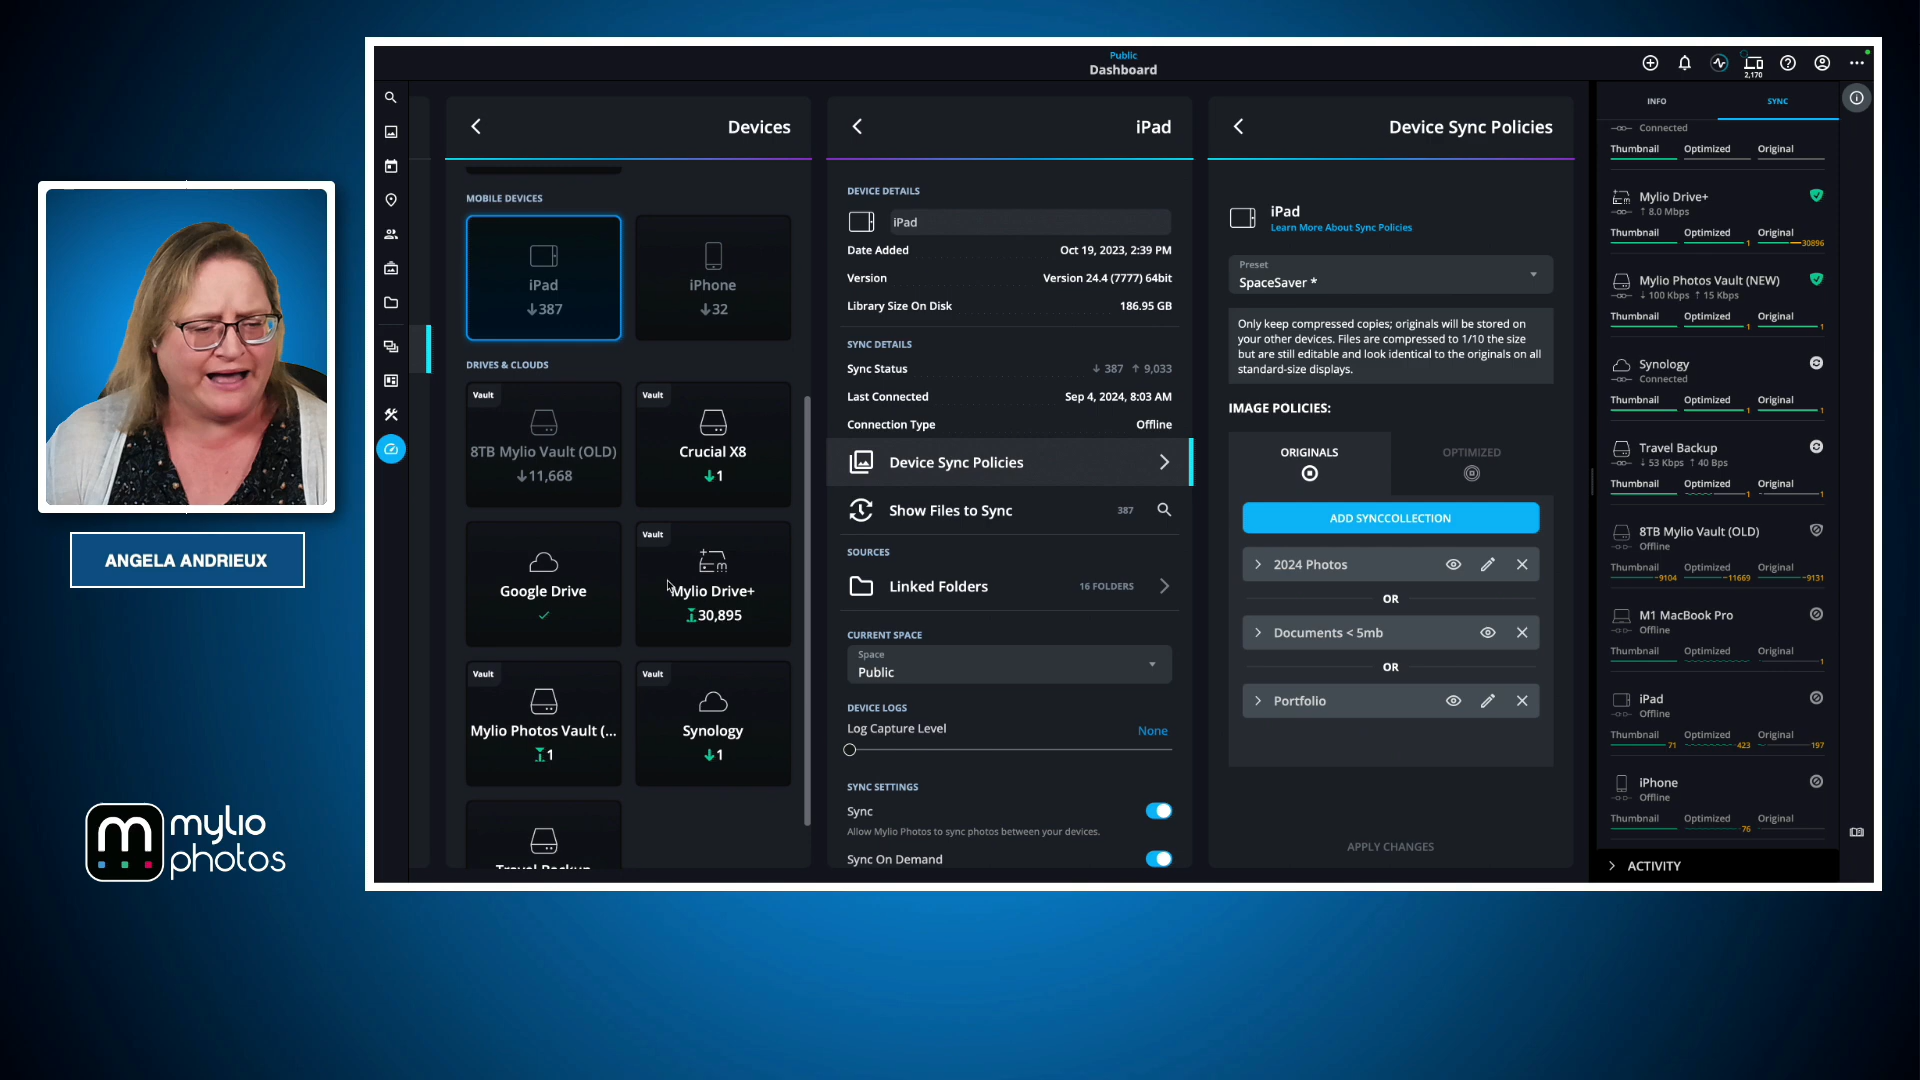 Public
Dashboard
2,170
Devices
MOBILE DEVICES
iPad
↓387
iPhone
↓32
DRIVES & CLOUDS
Vault
8TB Mylio Vault (OLD)
↓11,668
Vault
Crucial X8
↓1
Google Drive
Vault
Mylio Drive+
30,895
Vault
Mylio Photos Vault (...
1
Vault
Synology
↓1
Travel Backup
iPad
DEVICE DETAILS
iPad
Date Added Oct 19, 2023, 2:39 PM
Version Version 24.4 (7777) 64bit
Library Size On Disk 186.95 GB
SYNC DETAILS
Sync Status ↓ 387 ↑ 9,033
Last Connected Sep 4, 2024, 8:03 AM
Connection Type Offline
Device Sync Policies
Show Files to Sync 387
SOURCES
Linked Folders 16 FOLDERS
CURRENT SPACE
Space
Public
DEVICE LOGS
Log Capture Level None
SYNC SETTINGS
Sync
Allow Mylio Photos to sync photos between your devices.
Sync On Demand
Device Sync Policies
iPad
Learn More About Sync Policies
Preset
SpaceSaver *
Only keep compressed copies; originals will be stored on
your other devices. Files are compressed to 1/10 the size
but are still editable and look identical to the originals on all
standard-size displays.
IMAGE POLICIES:
ORIGINALS
OPTIMIZED
ADD SYNCCOLLECTION
2024 Photos
OR
Documents < 5mb
OR
Portfolio
APPLY CHANGES
INFO SYNC
Connected
Thumbnail Optimized Original
Mylio Drive+
↑ 8.0 Mbps
Thumbnail Optimized Original
1 30896
Mylio Photos Vault (NEW)
↓ 100 Kbps ↑ 15 Kbps
Thumbnail Optimized Original
1 1
Synology
Connected
Thumbnail Optimized Original
1 1
Travel Backup
↓ 53 Kbps ↑ 40 Bps
Thumbnail Optimized Original
1 1
8TB Mylio Vault (OLD)
Offline
Thumbnail Optimized Original
9104 11669 9131
M1 MacBook Pro
Offline
Thumbnail Optimized Original
1
iPad
Offline
Thumbnail Optimized Original
71 423 197
iPhone
Offline
Thumbnail Optimized Original
76
ACTIVITY
ANGELA ANDRIEUX
m
mylio
photos